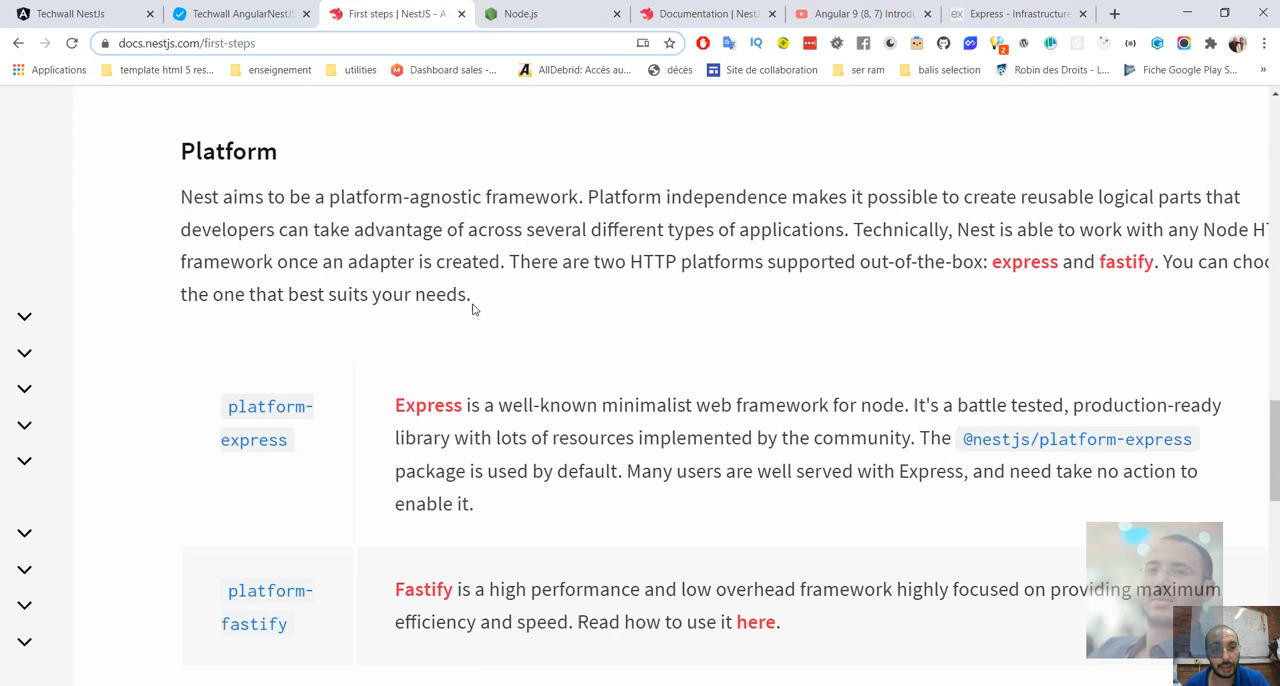 Techwall NestJs
Techwall AngularNestJS
First steps | NestJS - A p
Node.js
Documentation | NestJ
Angular 9 (8, 7) Introdu
Express - Infrastructure
docs.nestjs.com/first-steps
Applications
template html 5 res...
enseignement
utilities
Dashboard sales -...
AllDebrid: Accès au...
décès
Site de collaboration
ser ram
balis selection
Robin des Droits - L...
Fiche Google Play S...
Platform
Nest aims to be a platform-agnostic framework. Platform independence makes it possible to create reusable logical parts that
developers can take advantage of across several different types of applications. Technically, Nest is able to work with any Node HT
framework once an adapter is created. There are two HTTP platforms supported out-of-the-box: express and fastify. You can choo
the one that best suits your needs.
platform-
express
Express is a well-known minimalist web framework for node. It's a battle tested, production-ready
library with lots of resources implemented by the community. The @nestjs/platform-express
package is used by default. Many users are well served with Express, and need take no action to
enable it.
platform-
fastify
Fastify is a high performance and low overhead framework highly focused on providing maximum
efficiency and speed. Read how to use it here.